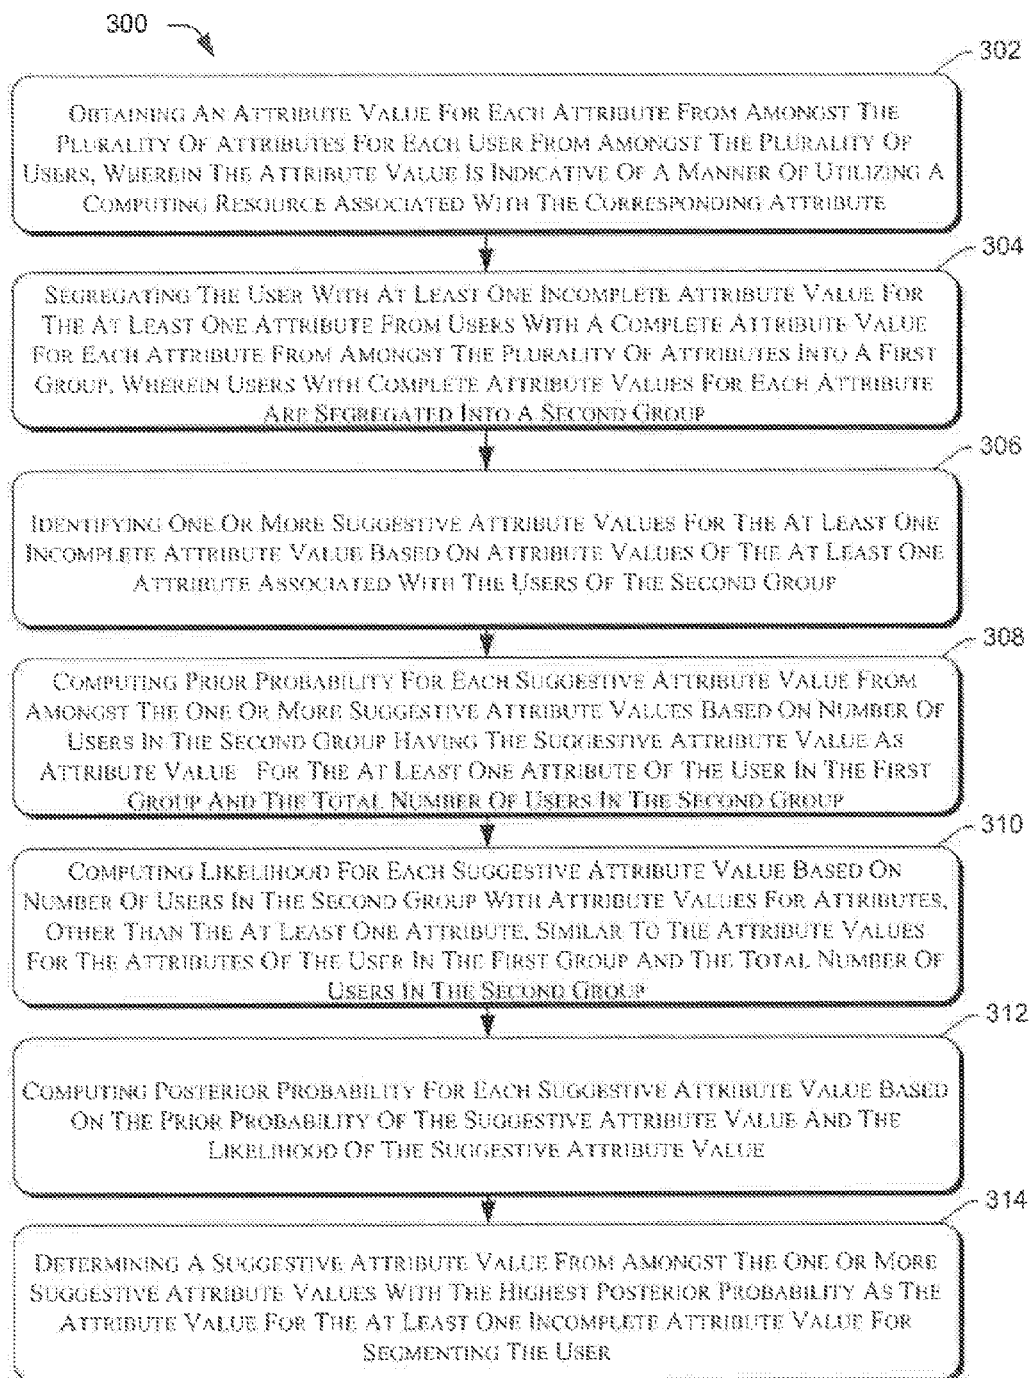 300
302
OBTAINING AN ATTRIBUTE VALUE FOR EACH ATTRIBUTE FROM AMONGST THE
PLURALITY OF ATTRIBUTES FOR EACH USER FROM AMONGST THE PLURALITY OF
USERS, WHEREIN THE ATTRIBUTE VALUE IS INDICATIVE OF A MANNER OF UTILIZING A
COMPUTING RESOURCE ASSOCIATED WITH THE CORRESPONDING ATTRIBUTE
304
SEGREGATING THE USER WITH AT LEAST ONE INCOMPLETE ATTRIBUTE VALUE FOR
THE AT LEAST ONE ATTRIBUTE FROM USERS WITH A COMPLETE ATTRIBUTE VALUE
FOR EACH ATTRIBUTE FROM AMONGST THE PLURALITY OF ATTRIBUTES INTO A FIRST
GROUP, WHEREIN USERS WITH COMPLETE ATTRIBUTE VALUES FOR EACH ATTRIBUTE
ARE SEGREGATED INTO A SECOND GROUP
306
IDENTIFYING ONE OR MORE SUGGESTIVE ATTRIBUTE VALUES FOR THE AT LEAST ONE
INCOMPLETE ATTRIBUTE VALUE BASED ON ATTRIBUTE VALUES OF THE AT LEAST ONE
ATTRIBUTE ASSOCIATED WITH THE USERS OF THE SECOND GROUP
308
COMPUTING PRIOR PROBABILITY FOR EACH SUGGESTIVE ATTRIBUTE VALUE FROM
AMONGST THE ONE OR MORE SUGGESTIVE ATTRIBUTE VALUES BASED ON NUMBER OF
USERS IN THE SECOND GROUP HAVING THE SUGGESTIVE ATTRIBUTE VALUE AS
ATTRIBUTE VALUE FOR THE AT LEAST ONE ATTRIBUTE OF THE USER IN THE FIRST
GROUP AND THE TOTAL NUMBER OF USERS IN THE SECOND GROUP
310
COMPUTING LIKELIHOOD FOR EACH SUGGESTIVE ATTRIBUTE VALUE BASED ON
NUMBER OF USERS IN THE SECOND GROUP WITH ATTRIBUTE VALUES FOR ATTRIBUTES,
OTHER THAN THE AT LEAST ONE ATTRIBUTE, SIMILAR TO THE ATTRIBUTE VALUES
FOR THE ATTRIBUTES OF THE USER IN THE FIRST GROUP AND THE TOTAL NUMBER OF
USERS IN THE SECOND GROUP
312
COMPUTING POSTERIOR PROBABILITY FOR EACH SUGGESTIVE ATTRIBUTE VALUE BASED
ON THE PRIOR PROBABILITY OF THE SUGGESTIVE ATTRIBUTE VALUE AND THE
LIKELIHOOD OF THE SUGGESTIVE ATTRIBUTE VALUE
314
DETERMINING A SUGGESTIVE ATTRIBUTE VALUE FROM AMONGST THE ONE OR MORE
SUGGESTIVE ATTRIBUTE VALUES WITH THE HIGHEST POSTERIOR PROBABILITY AS THE
ATTRIBUTE VALUE FOR THE AT LEAST ONE INCOMPLETE ATTRIBUTE VALUE FOR
SEGMENTING THE USER